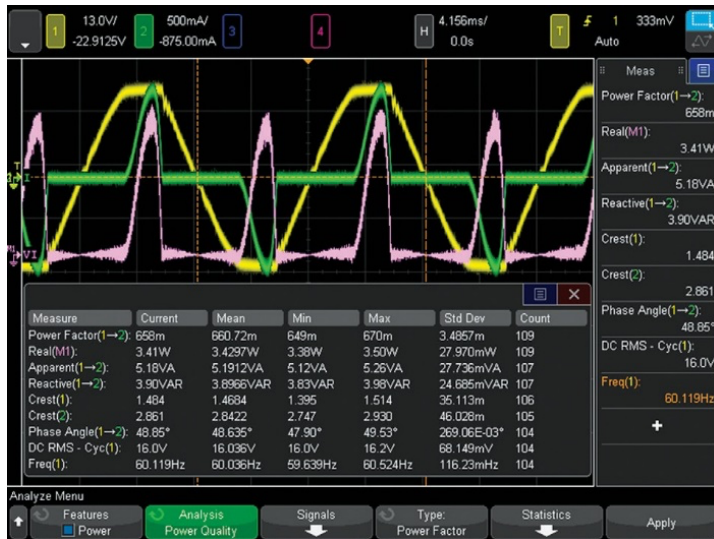 1 13.0V/ -22.9125V 2 500mA/ -875.00mA 3 4 H 4.156ms/ 0.0s T 1 333mV Auto
Meas
Power Factor(1→2):
658m
Real(M1):
3.41W
Apparent(1→2):
5.18VA
Reactive(1→2):
3.90VAR
Crest(1):
1.484
Crest(2):
2.861
Phase Angle(1→2):
48.85°
DC RMS - Cyc(1):
16.0V
Freq(1):
60.119Hz
T
I
M1
VI
Measure Current Mean Min Max Std Dev Count
Power Factor(1→2): 658m 660.72m 649m 670m 3.4857m 109
Real(M1): 3.41W 3.4297W 3.38W 3.50W 27.970mW 109
Apparent(1→2): 5.18VA 5.1912VA 5.12VA 5.26VA 27.736mVA 107
Reactive(1→2): 3.90VAR 3.8966VAR 3.83VAR 3.98VAR 24.685mVAR 107
Crest(1): 1.484 1.4684 1.395 1.514 35.113m 106
Crest(2): 2.861 2.8422 2.747 2.930 46.028m 105
Phase Angle(1→2): 48.85° 48.635° 47.90° 49.53° 269.06E-03° 104
DC RMS - Cyc(1): 16.0V 16.036V 16.0V 16.2V 68.149mV 104
Freq(1): 60.119Hz 60.036Hz 59.639Hz 60.524Hz 116.23mHz 104
Analyze Menu
Features Power
Analysis Power Quality
Signals
Type: Power Factor
Statistics
Apply